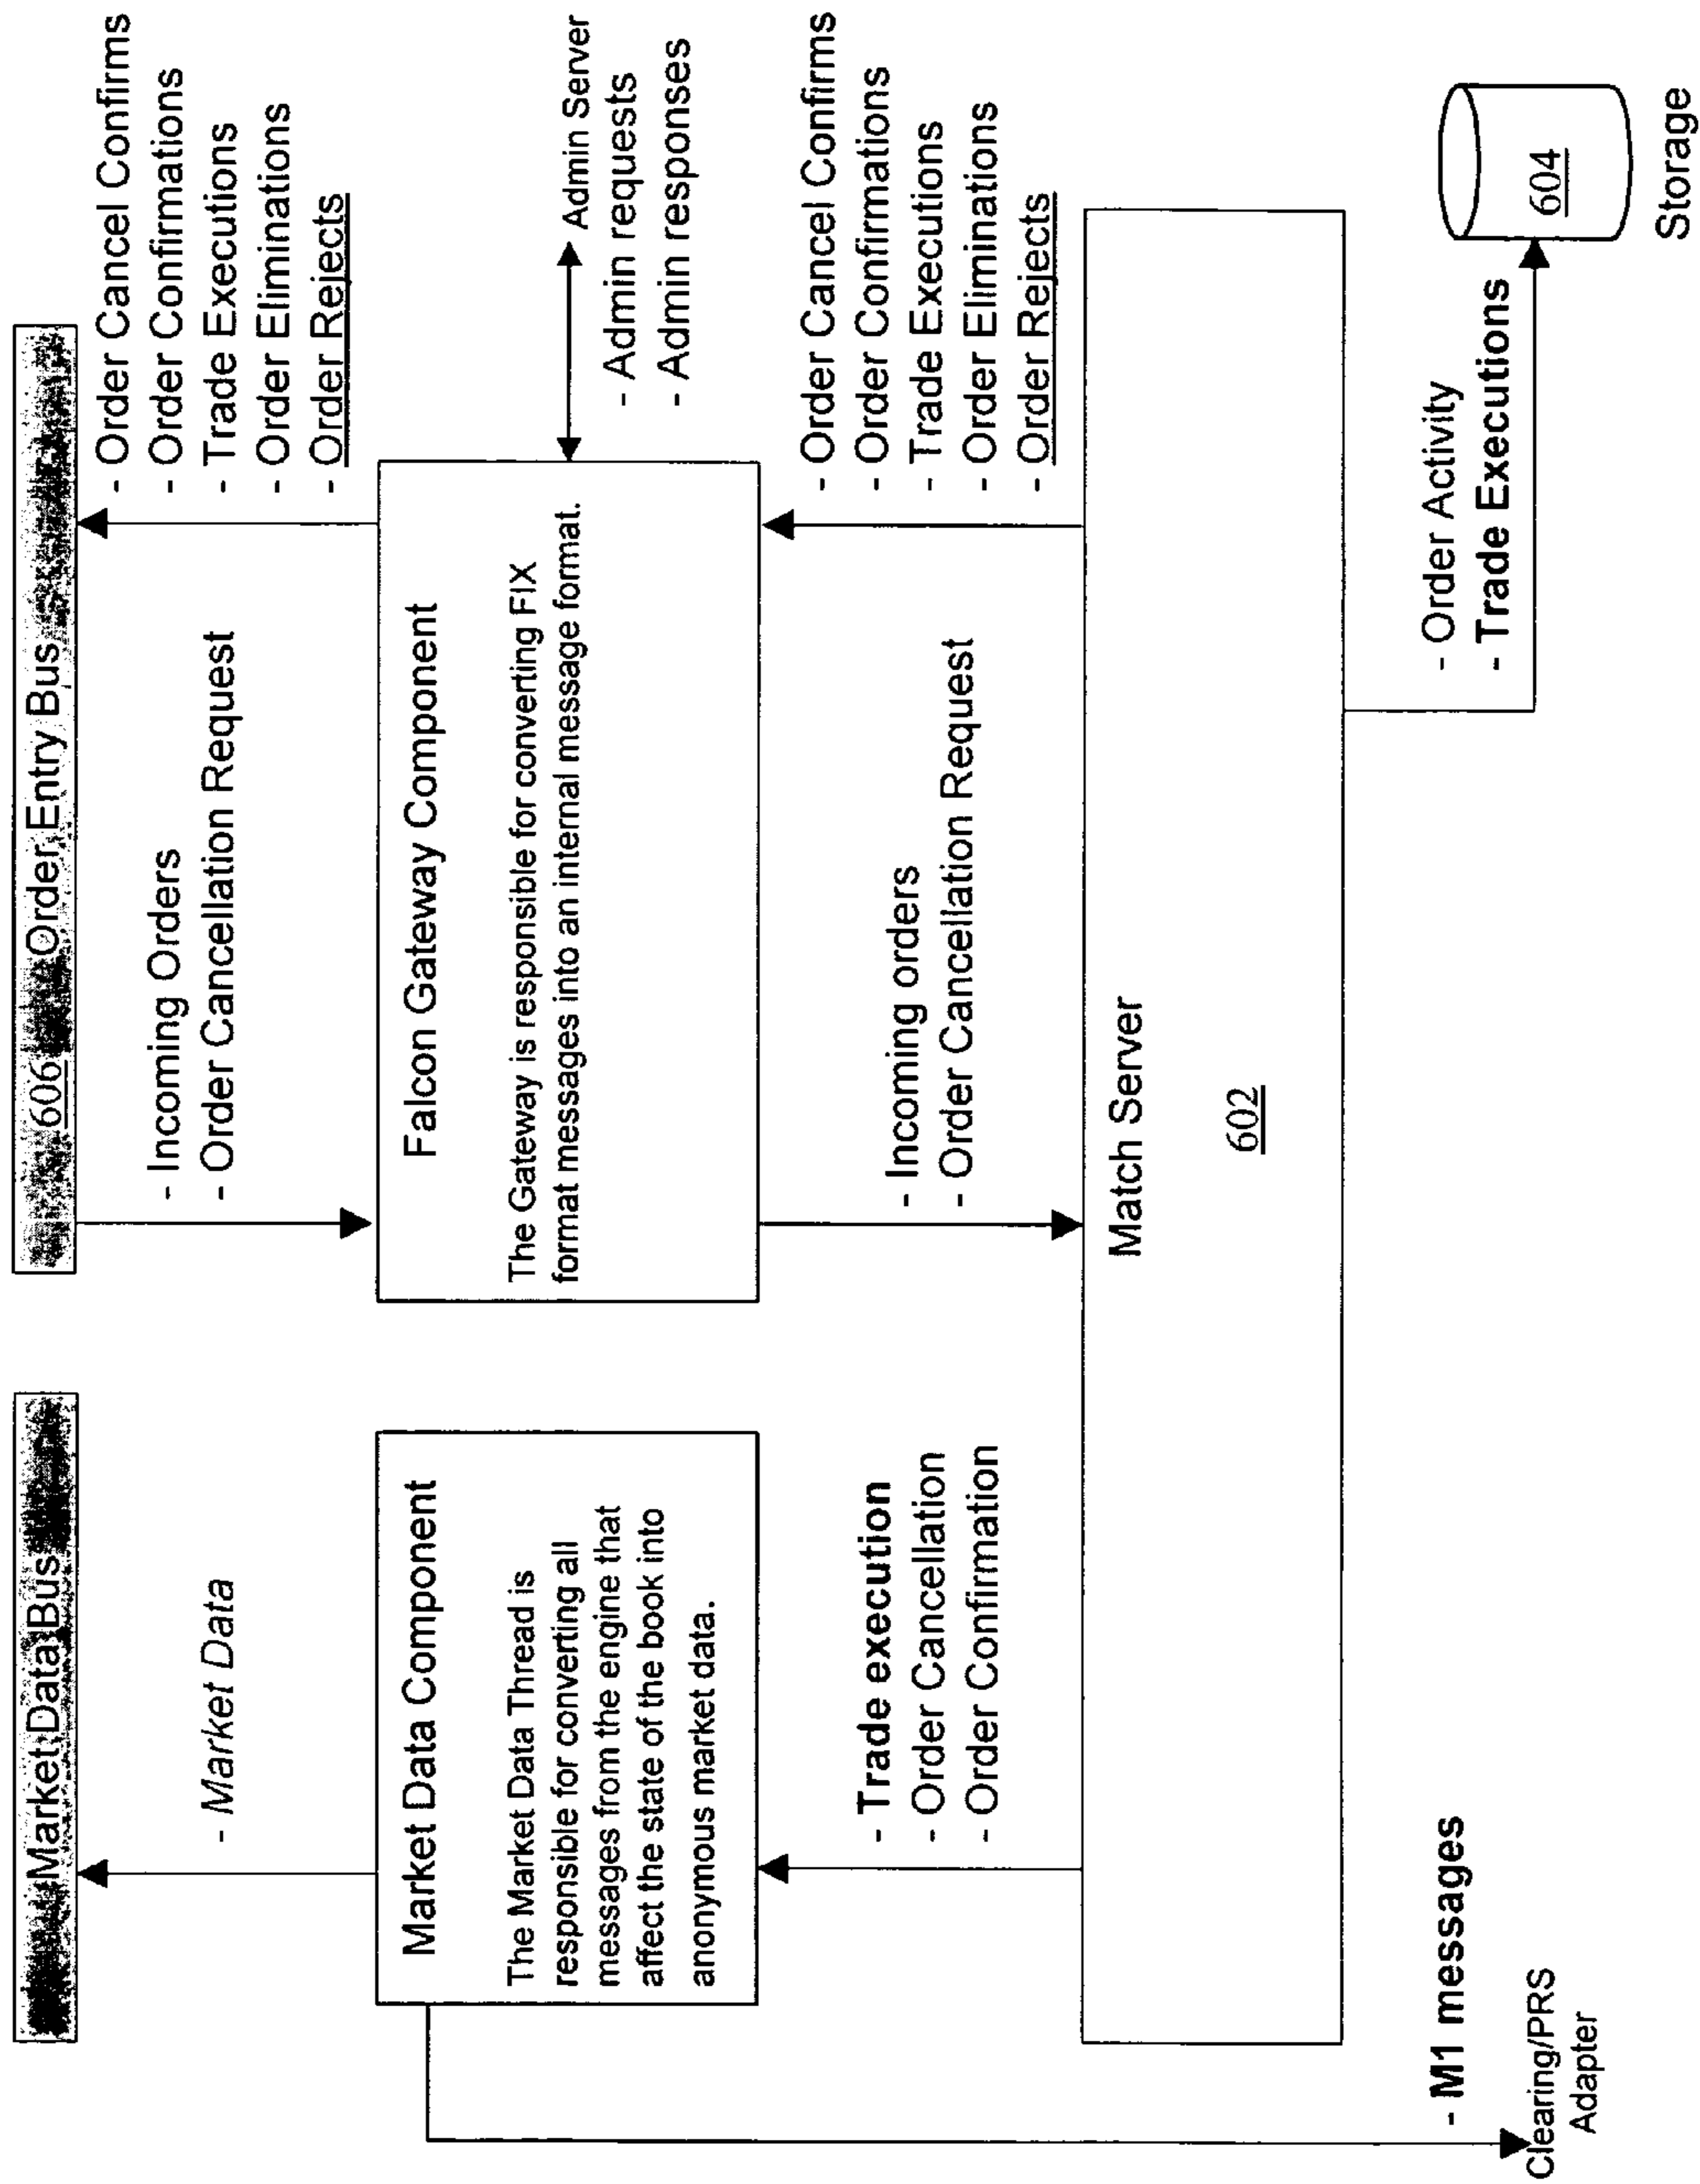 Market Data Bus
606 Order Entry Bus
- Market Data
- Incoming Orders
- Order Cancellation Request
- Order Cancel Confirms
- Order Confirmations
- Trade Executions
- Order Eliminations
- Order Rejects
Market Data Component
The Market Data Thread is
responsible for converting all
messages from the engine that
affect the state of the book into
anonymous market data.
Falcon Gateway Component
The Gateway is responsible for converting FIX
format messages into an internal message format.
Admin Server
- Admin requests
- Admin responses
- Trade execution
- Order Cancellation
- Order Confirmation
- Incoming orders
- Order Cancellation Request
- Order Cancel Confirms
- Order Confirmations
- Trade Executions
- Order Eliminations
- Order Rejects
Match Server
602
- M1 messages
Clearing/PRS
Adapter
- Order Activity
- Trade Executions
604
Storage